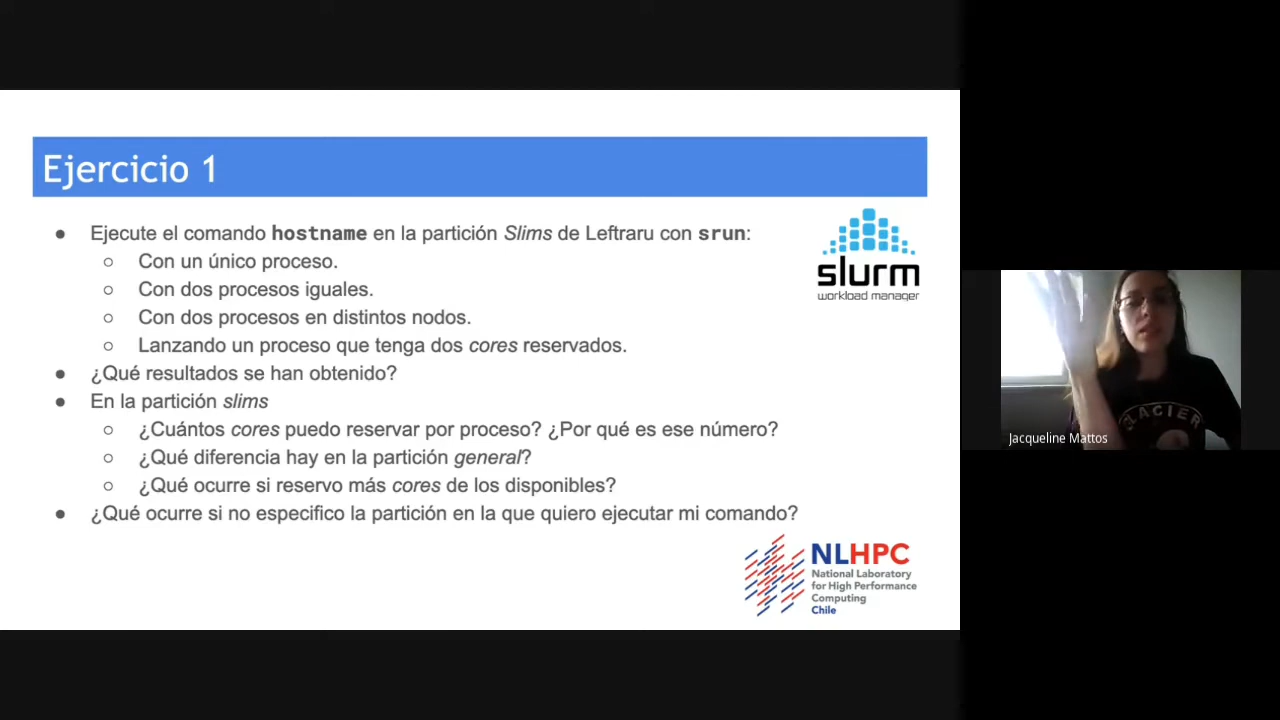 Ejercicio 1
● Ejecute el comando hostname en la partición Slims de Leftraru con srun:
○ Con un único proceso.
○ Con dos procesos iguales.
○ Con dos procesos en distintos nodos.
○ Lanzando un proceso que tenga dos cores reservados.
● ¿Qué resultados se han obtenido?
● En la partición slims
○ ¿Cuántos cores puedo reservar por proceso? ¿Por qué es ese número?
○ ¿Qué diferencia hay en la partición general?
○ ¿Qué ocurre si reservo más cores de los disponibles?
● ¿Qué ocurre si no especifico la partición en la que quiero ejecutar mi comando?
slurm
workload manager
NLHPC
National Laboratory
for High Performance
Computing
Chile
GLACIER
Jacqueline Mattos